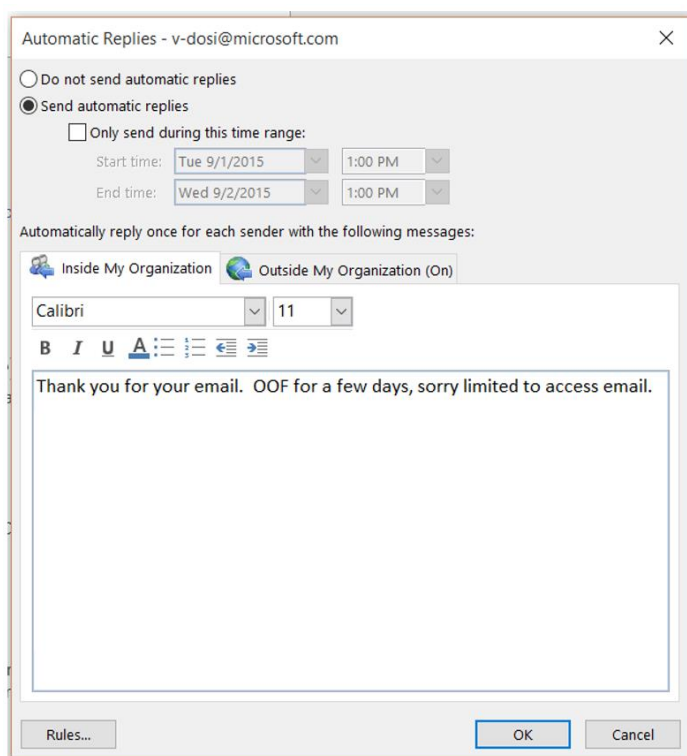 Automatic Replies - v-dosi@microsoft.com
Do not send automatic replies
Send automatic replies
Only send during this time range:
Start time: Tue 9/1/2015 1:00 PM
End time: Wed 9/2/2015 1:00 PM
Automatically reply once for each sender with the following messages:
Inside My Organization Outside My Organization (On)
Calibri 11
B I U A
Thank you for your email.  OOF for a few days, sorry limited to access email.
Rules... OK Cancel